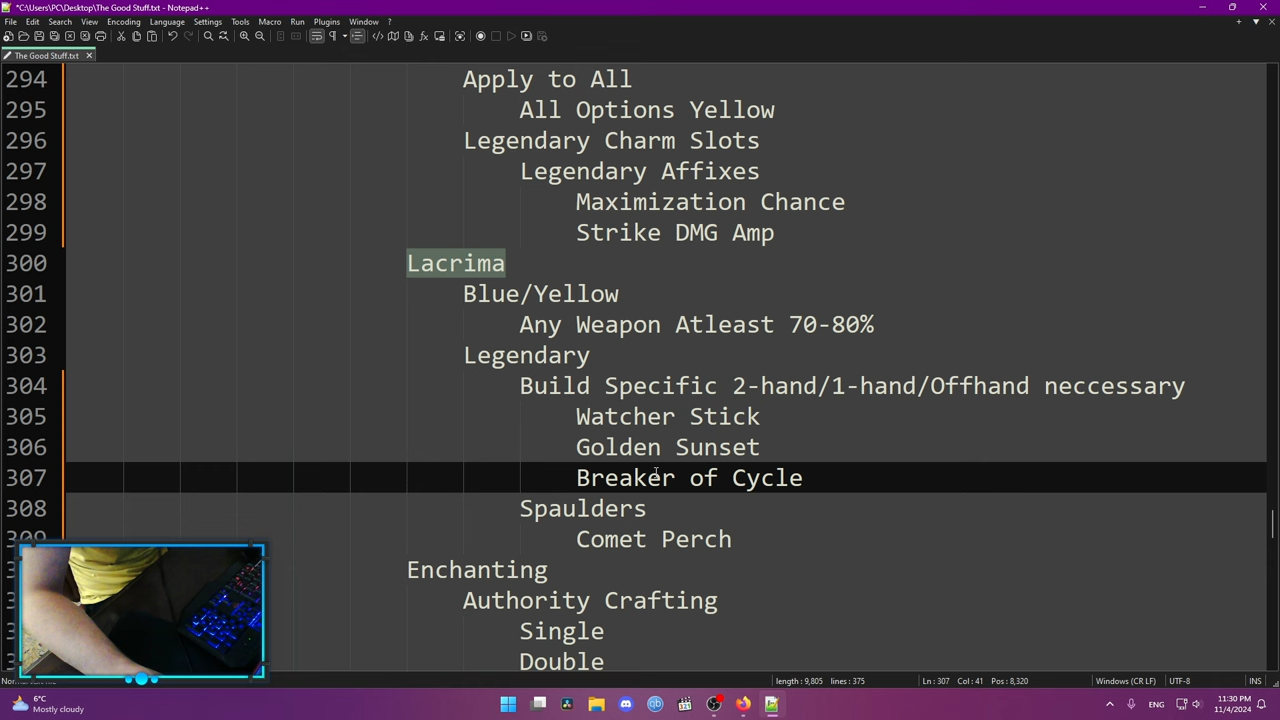 *C:\Users\PC\Desktop\The Good Stuff.txt - Notepad++
File Edit Search View Encoding Language Settings Tools Macro Run Plugins Window ?
The Good Stuff.txt
294 Apply to All
295 All Options Yellow
296 Legendary Charm Slots
297 Legendary Affixes
298 Maximization Chance
299 Strike DMG Amp
300 Lacrima
301 Blue/Yellow
302 Any Weapon Atleast 70-80%
303 Legendary
304 Build Specific 2-hand/1-hand/Offhand neccessary
305 Watcher Stick
306 Golden Sunset
307 Breaker of Cycle
308 Spaulders
309 Comet Perch
Enchanting
Authority Crafting
Single
Double
length : 9,805 lines : 375 Ln : 307 Col : 41 Pos : 8,320 Windows (CR LF) UTF-8 INS
6°C
Mostly cloudy
ENG
11:30 PM
11/4/2024